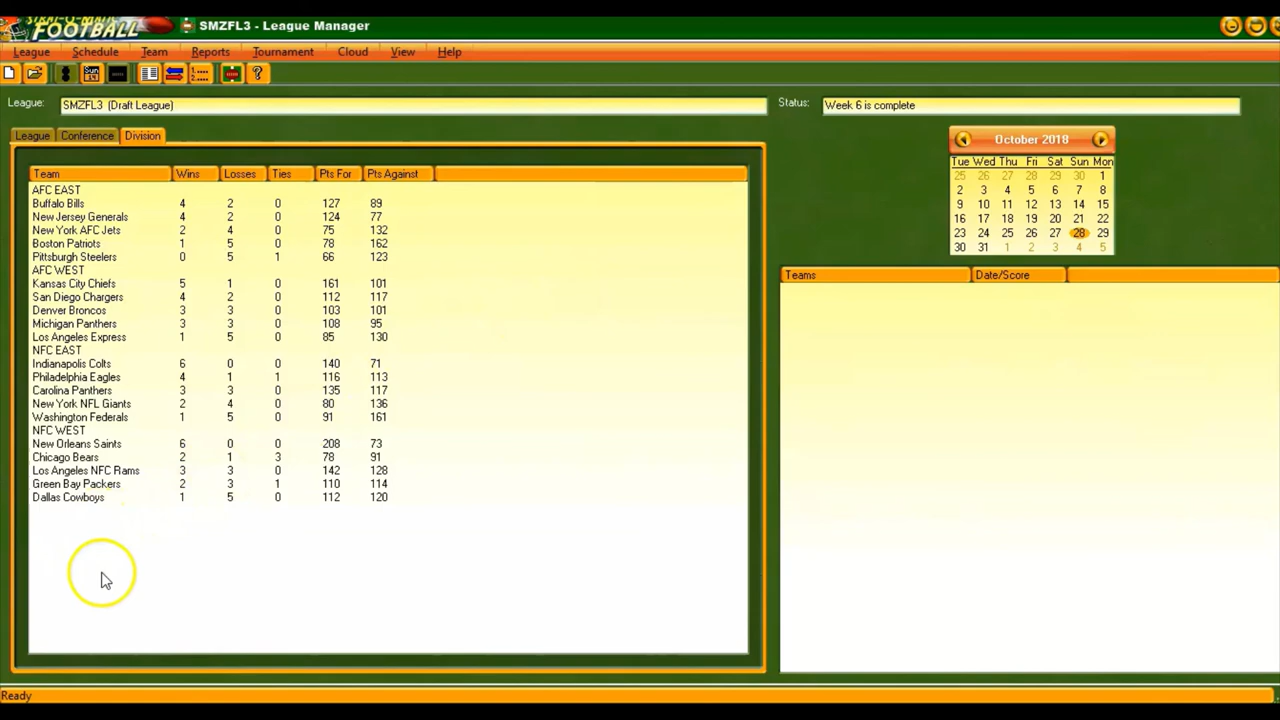 STRAT-O-MATIC
FOOTBALL
SMZFL3 - League Manager
League Schedule Team Reports Tournament Cloud View Help
League: SMZFL3 (Draft League) Status: Week 6 is complete
League Conference Division
October 2018
Tue Wed Thu Fri Sat Sun Mon
25 26 27 28 29 30 1
2 3 4 5 6 7 8
9 10 11 12 13 14 15
16 17 18 19 20 21 22
23 24 25 26 27 28 29
30 31 1 2 3 4 5
Teams Date/Score
Team Wins Losses Ties Pts For Pts Against
AFC EAST
Buffalo Bills 4 2 0 127 89
New Jersey Generals 4 2 0 124 77
New York AFC Jets 2 4 0 75 132
Boston Patriots 1 5 0 78 162
Pittsburgh Steelers 0 5 1 66 123
AFC WEST
Kansas City Chiefs 5 1 0 161 101
San Diego Chargers 4 2 0 112 117
Denver Broncos 3 3 0 103 101
Michigan Panthers 3 3 0 108 95
Los Angeles Express 1 5 0 85 130
NFC EAST
Indianapolis Colts 6 0 0 140 71
Philadelphia Eagles 4 1 1 116 113
Carolina Panthers 3 3 0 135 117
New York NFL Giants 2 4 0 80 136
Washington Federals 1 5 0 91 161
NFC WEST
New Orleans Saints 6 0 0 208 73
Chicago Bears 2 1 3 78 91
Los Angeles NFC Rams 3 3 0 142 128
Green Bay Packers 2 3 1 110 114
Dallas Cowboys 1 5 0 112 120
Ready